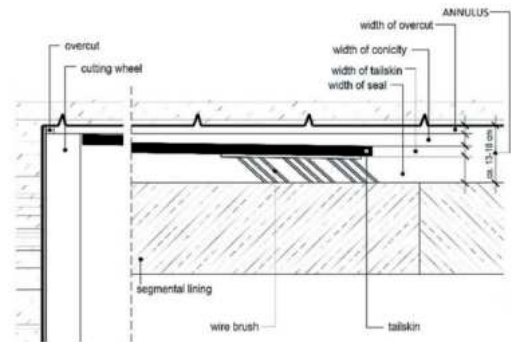 ANNULUS
width of overcut
overcut
width of conicity
cutting wheel
width of tailskin
width of seal
ca. 13-18 cm
segmental lining
wire brush
tailskin